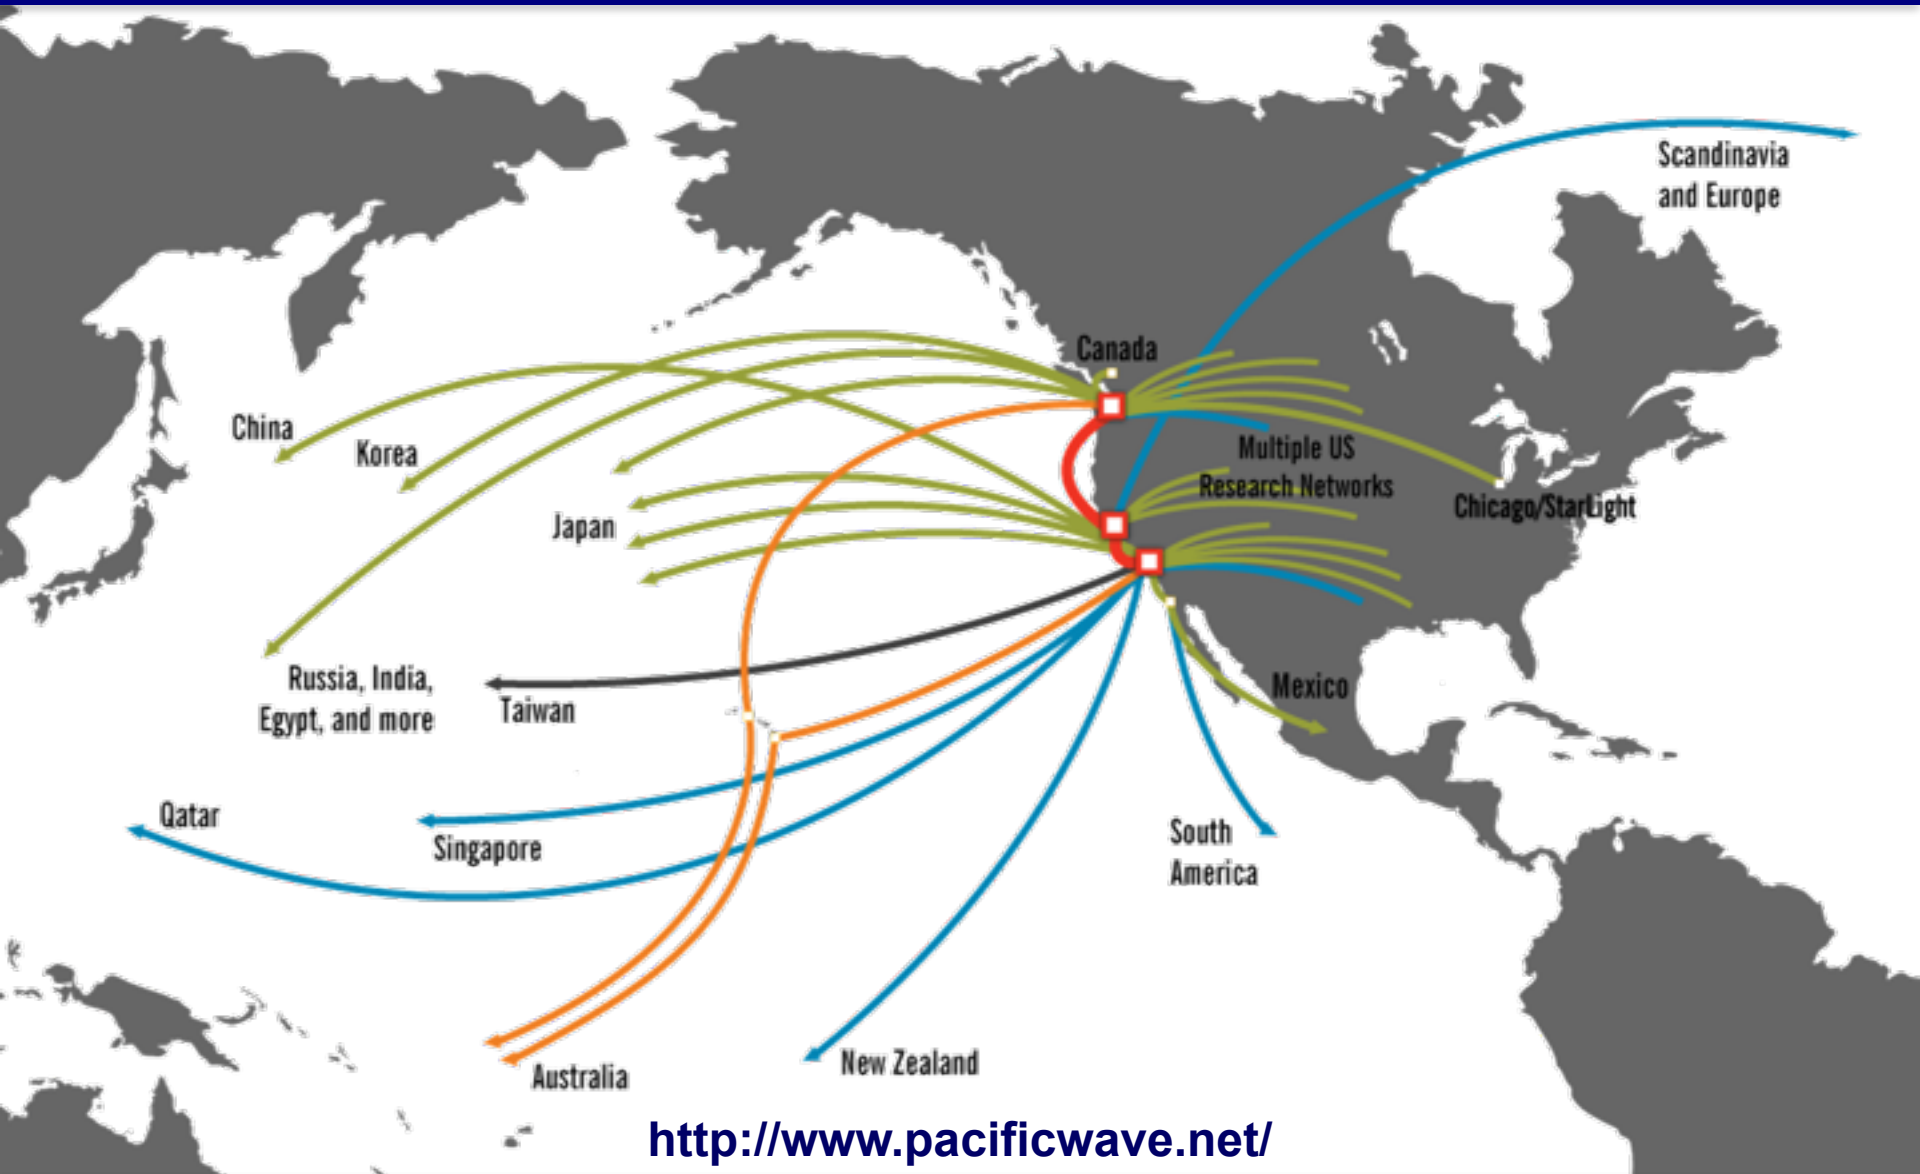 Scandinavia
and Europe
Canada
China
Korea
Multiple US
Research Networks
Chicago/StarLight
Japan
Russia, India,
Egypt, and more
Taiwan
Mexico
Qatar
Singapore
South
America
Australia
New Zealand
http://www.pacificwave.net/